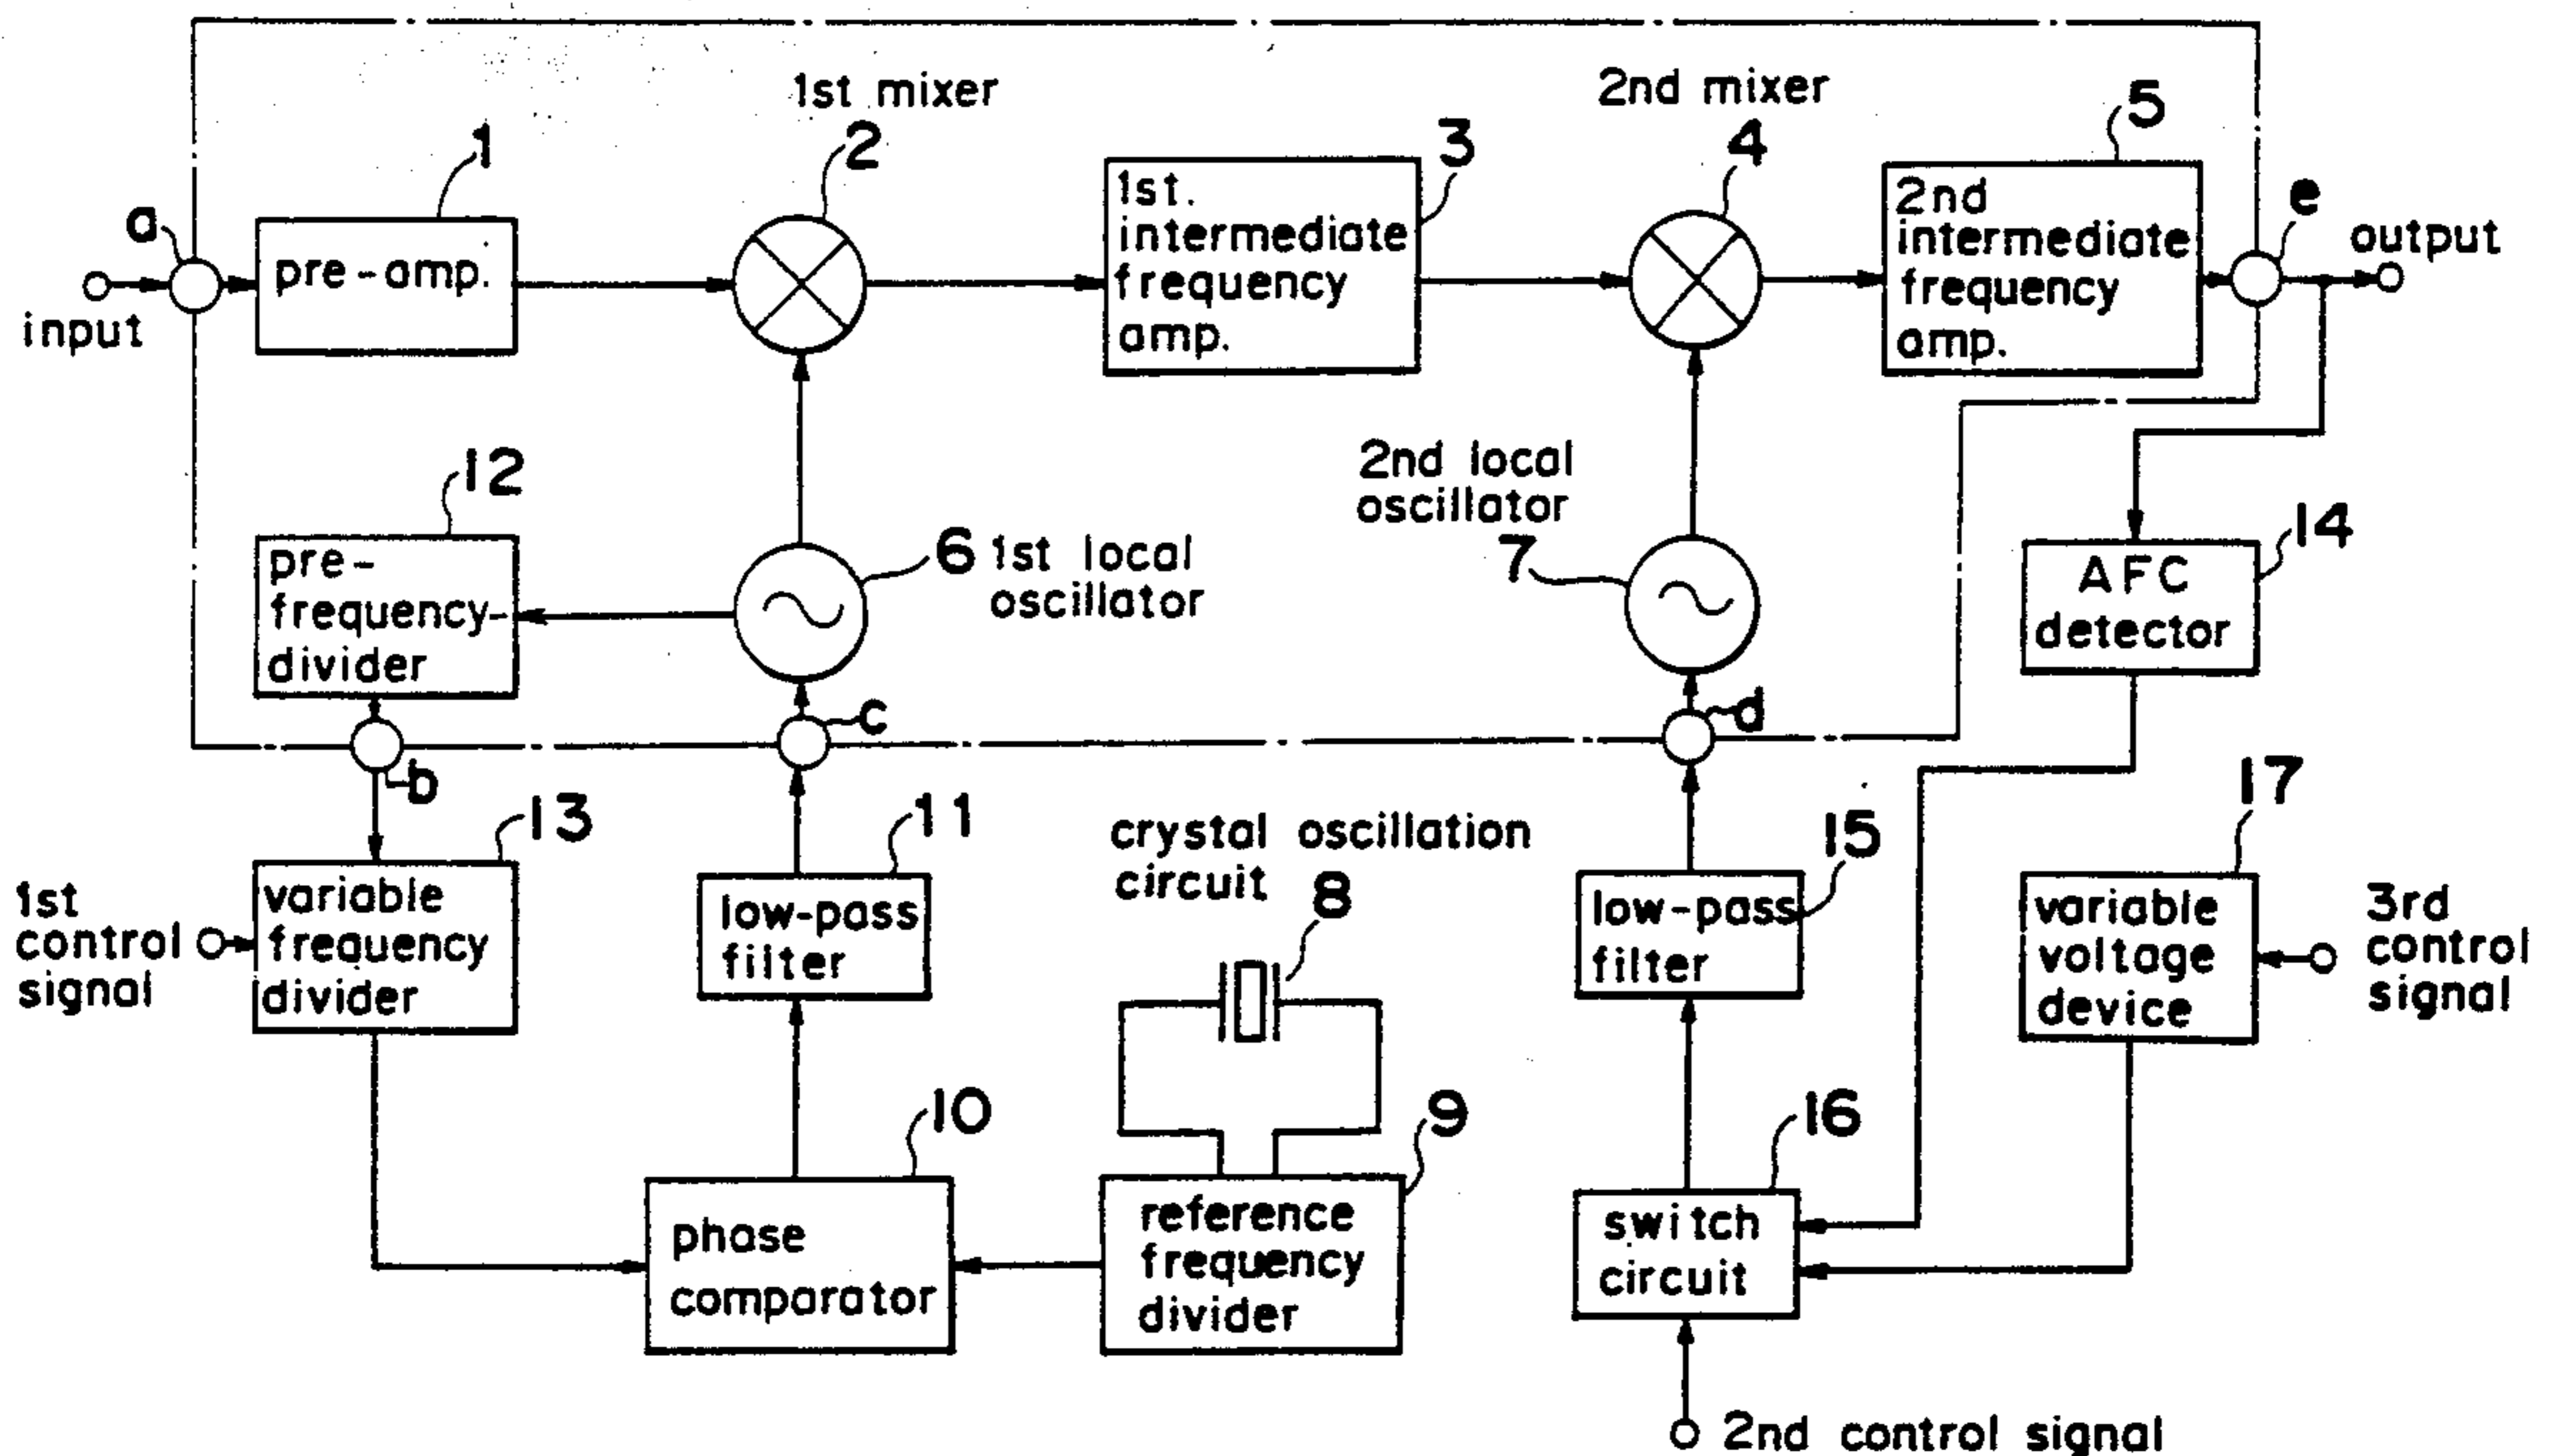 1st mixer
2
2nd mixer
4
5
1
3
a
input
pre-amp.
1st.
intermediate
frequency
amp.
2nd
intermediate
frequency
amp.
e
output
12
pre-
frequency-
divider
6 1st local
oscillator
2nd local
oscillator
7
14
AFC
detector
b
c
d
13
1st
control
signal
variable
frequency
divider
11
low-pass
filter
crystal oscillation
circuit
8
15
low-pass
filter
17
variable
voltage
device
3rd
control
signal
10
phase
comparator
9
reference
frequency
divider
16
switch
circuit
2nd control signal